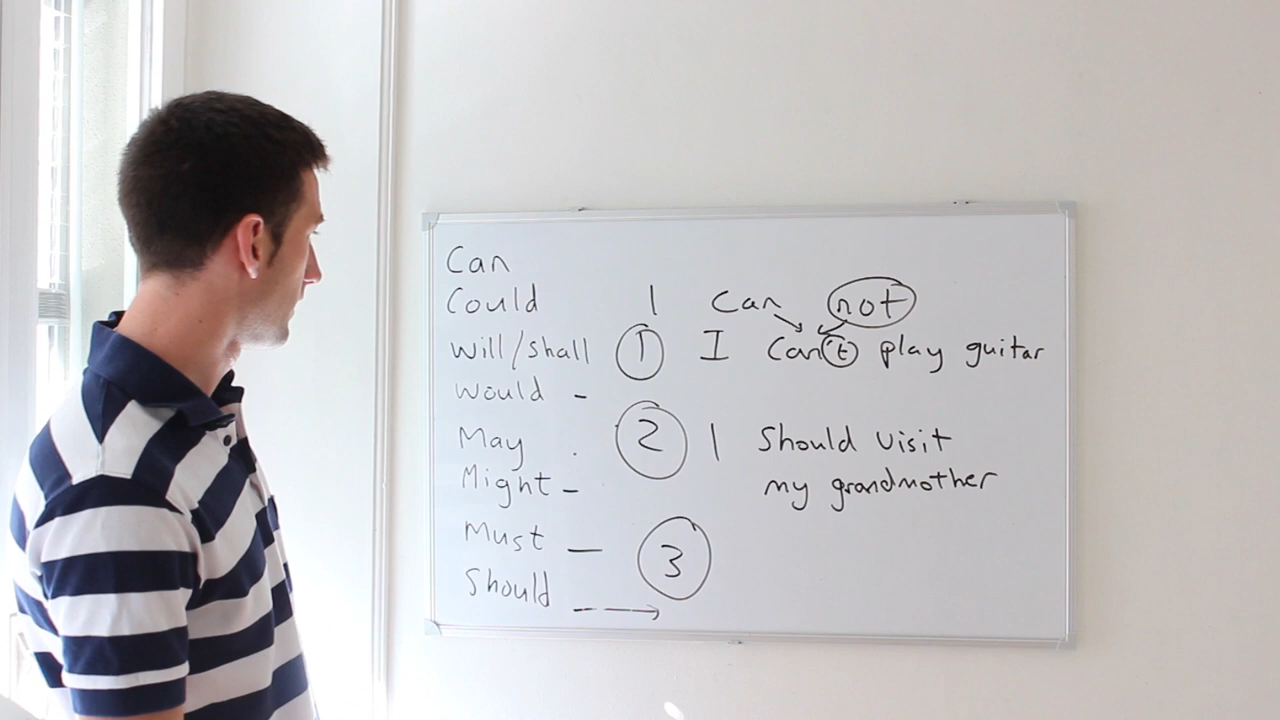 Can
Could
Will/Shall
Would -
May
Might -
Must —
Should
1
2
3
I Can not
I Can't play guitar
I Should visit
my grandmother